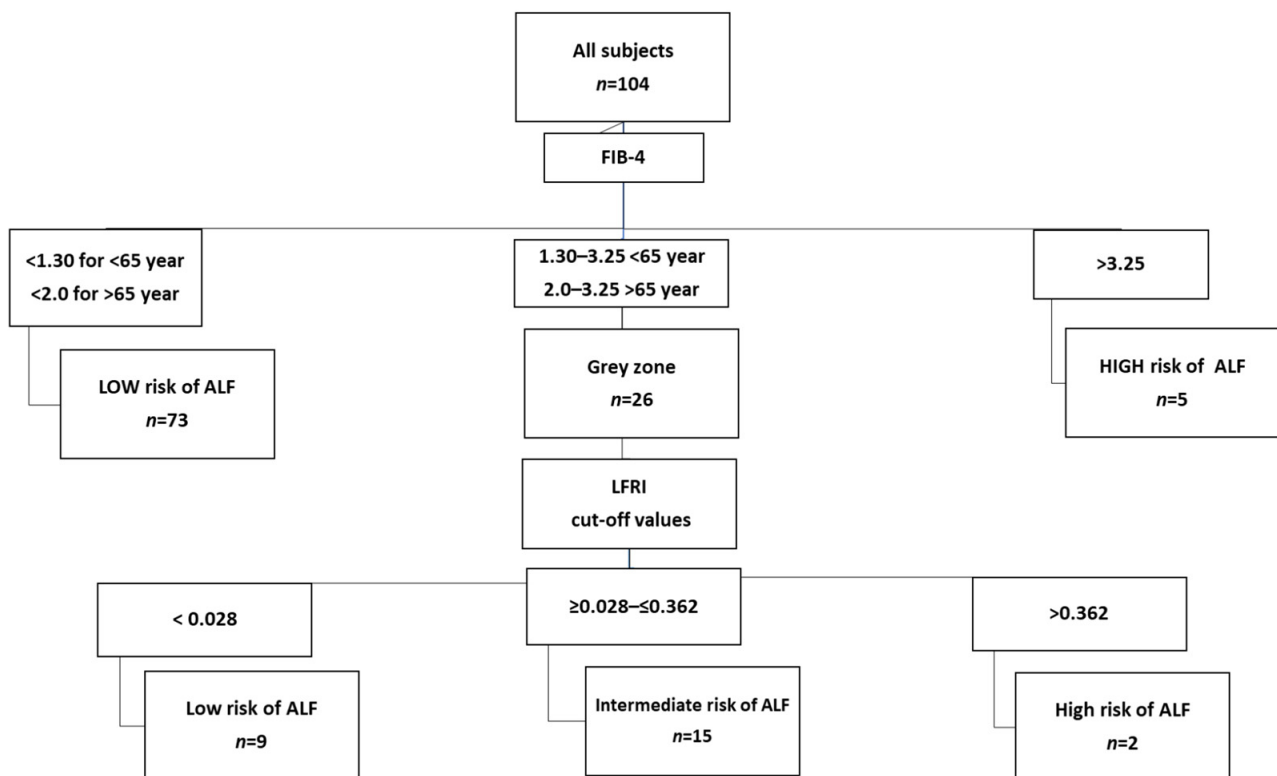 All subjects
n=104
FIB-4
<1.30 for <65 year
<2.0 for >65 year
1.30–3.25 <65 year
2.0–3.25 >65 year
>3.25
LOW risk of ALF
n=73
Grey zone
n=26
HIGH risk of ALF
n=5
LFRI
cut-off values
< 0.028
≥0.028–≤0.362
>0.362
Low risk of ALF
n=9
Intermediate risk of ALF
n=15
High risk of ALF
n=2